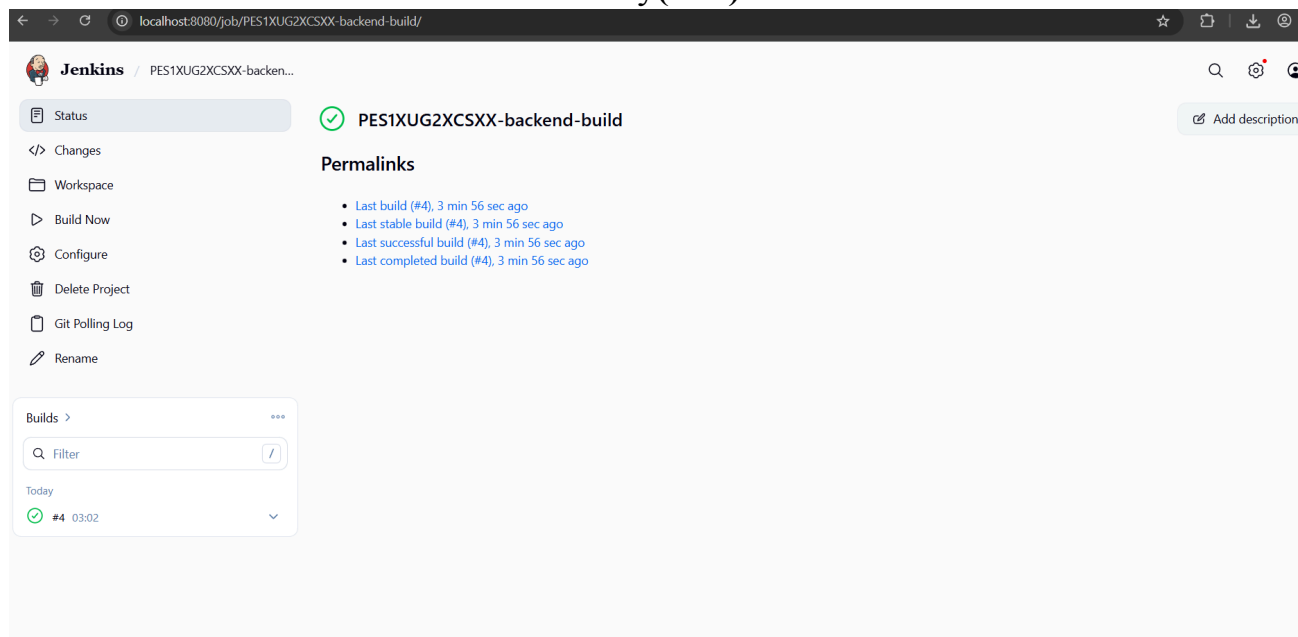 localhost:8080/job/PES1XUG2XCSXX-backend-build/
Jenkins / PES1XUG2XCSXX-backen...
Status
PES1XUG2XCSXX-backend-build
Add description
Changes
Permalinks
Workspace
Last build (#4), 3 min 56 sec ago
Build Now
Last stable build (#4), 3 min 56 sec ago
Last successful build (#4), 3 min 56 sec ago
Configure
Last completed build (#4), 3 min 56 sec ago
Delete Project
Git Polling Log
Rename
Builds >
Filter /
Today
#4 03:02